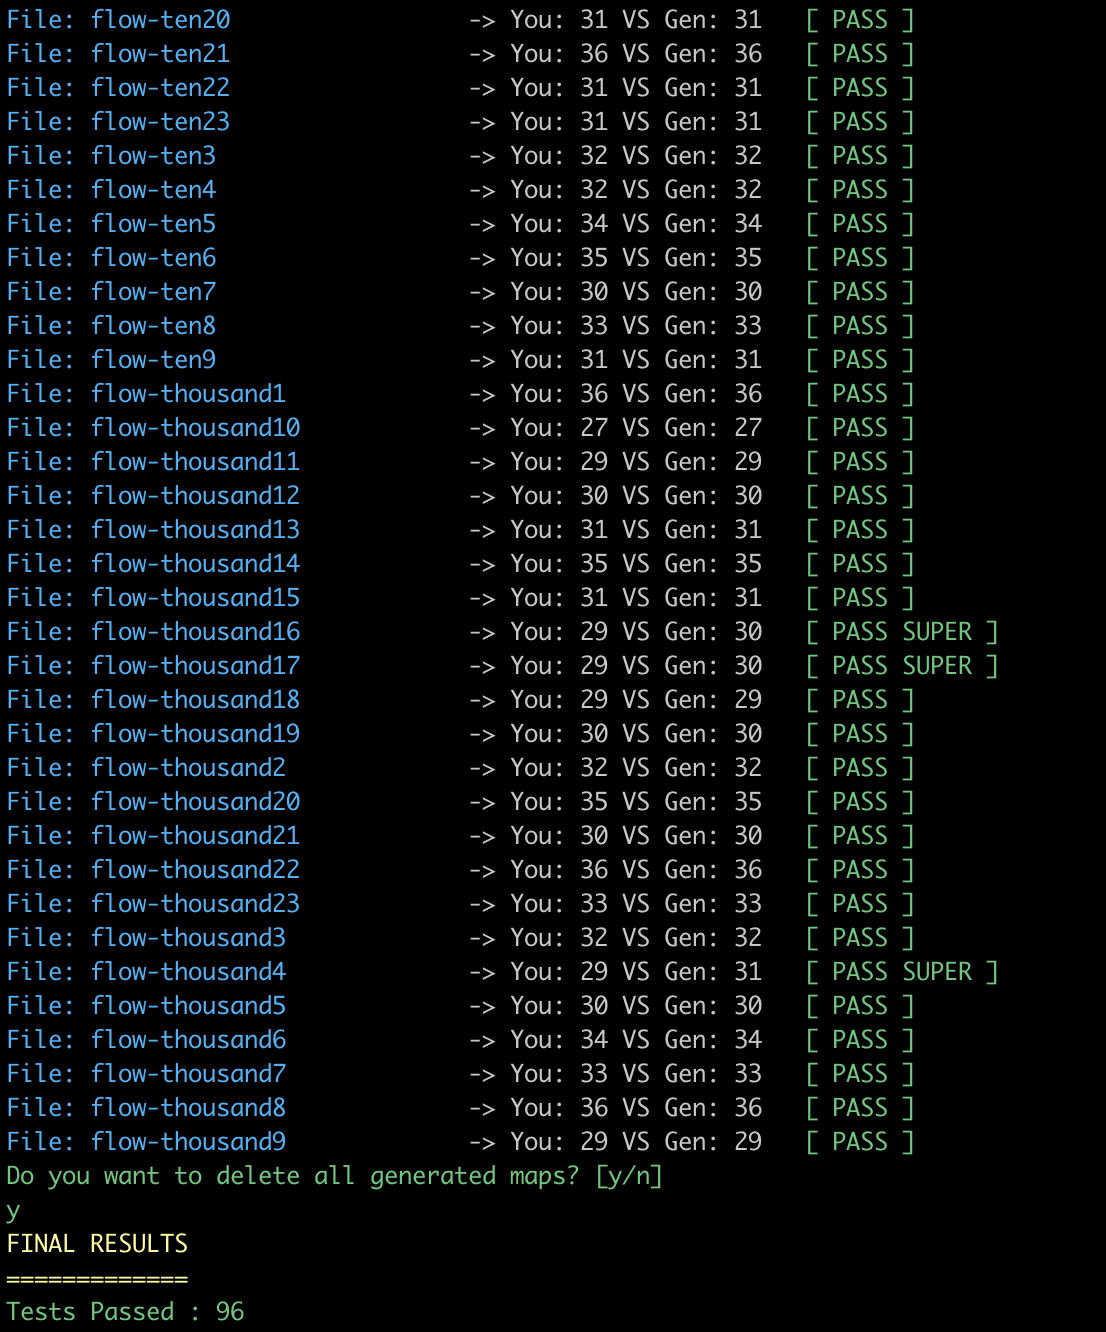 File: flow-ten20 -> You: 31 VS Gen: 31 [ PASS ]
File: flow-ten21 -> You: 36 VS Gen: 36 [ PASS ]
File: flow-ten22 -> You: 31 VS Gen: 31 [ PASS ]
File: flow-ten23 -> You: 31 VS Gen: 31 [ PASS ]
File: flow-ten3 -> You: 32 VS Gen: 32 [ PASS ]
File: flow-ten4 -> You: 32 VS Gen: 32 [ PASS ]
File: flow-ten5 -> You: 34 VS Gen: 34 [ PASS ]
File: flow-ten6 -> You: 35 VS Gen: 35 [ PASS ]
File: flow-ten7 -> You: 30 VS Gen: 30 [ PASS ]
File: flow-ten8 -> You: 33 VS Gen: 33 [ PASS ]
File: flow-ten9 -> You: 31 VS Gen: 31 [ PASS ]
File: flow-thousand1 -> You: 36 VS Gen: 36 [ PASS ]
File: flow-thousand10 -> You: 27 VS Gen: 27 [ PASS ]
File: flow-thousand11 -> You: 29 VS Gen: 29 [ PASS ]
File: flow-thousand12 -> You: 30 VS Gen: 30 [ PASS ]
File: flow-thousand13 -> You: 31 VS Gen: 31 [ PASS ]
File: flow-thousand14 -> You: 35 VS Gen: 35 [ PASS ]
File: flow-thousand15 -> You: 31 VS Gen: 31 [ PASS ]
File: flow-thousand16 -> You: 29 VS Gen: 30 [ PASS SUPER ]
File: flow-thousand17 -> You: 29 VS Gen: 30 [ PASS SUPER ]
File: flow-thousand18 -> You: 29 VS Gen: 29 [ PASS ]
File: flow-thousand19 -> You: 30 VS Gen: 30 [ PASS ]
File: flow-thousand2 -> You: 32 VS Gen: 32 [ PASS ]
File: flow-thousand20 -> You: 35 VS Gen: 35 [ PASS ]
File: flow-thousand21 -> You: 30 VS Gen: 30 [ PASS ]
File: flow-thousand22 -> You: 36 VS Gen: 36 [ PASS ]
File: flow-thousand23 -> You: 33 VS Gen: 33 [ PASS ]
File: flow-thousand3 -> You: 32 VS Gen: 32 [ PASS ]
File: flow-thousand4 -> You: 29 VS Gen: 31 [ PASS SUPER ]
File: flow-thousand5 -> You: 30 VS Gen: 30 [ PASS ]
File: flow-thousand6 -> You: 34 VS Gen: 34 [ PASS ]
File: flow-thousand7 -> You: 33 VS Gen: 33 [ PASS ]
File: flow-thousand8 -> You: 36 VS Gen: 36 [ PASS ]
File: flow-thousand9 -> You: 29 VS Gen: 29 [ PASS ]
Do you want to delete all generated maps? [y/n]
y
FINAL RESULTS
=============
Tests Passed : 96